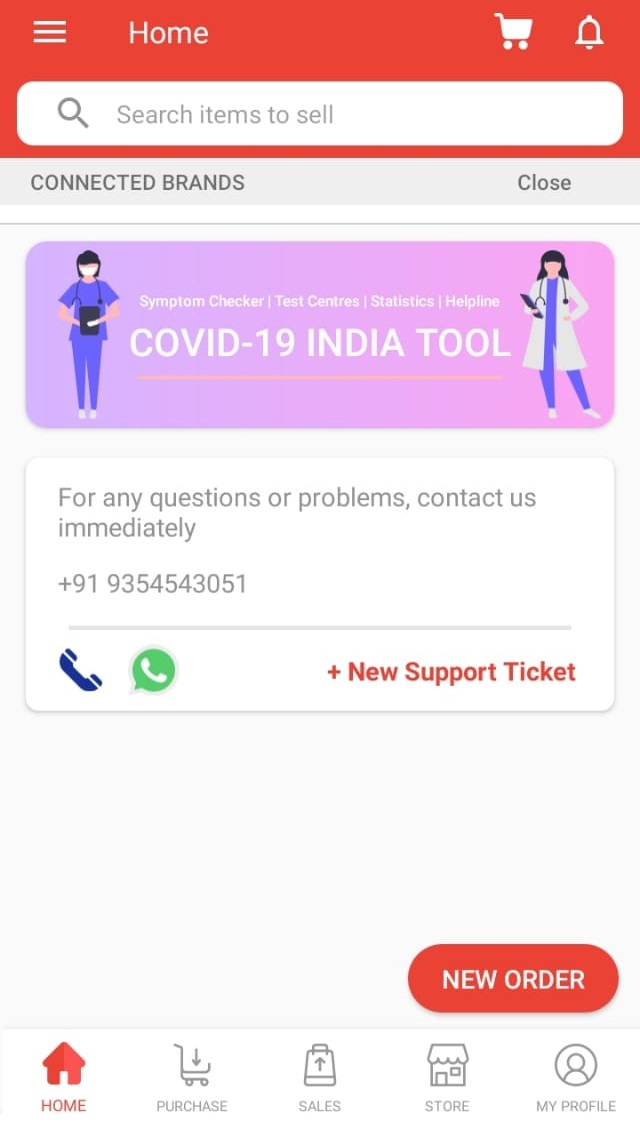 Home
Search items to sell
CONNECTED BRANDS Close
Symptom Checker | Test Centres | Statistics | Helpline
COVID-19 INDIA TOOL
For any questions or problems, contact us
immediately
+91 9354543051
+ New Support Ticket
NEW ORDER
HOME PURCHASE SALES STORE MY PROFILE